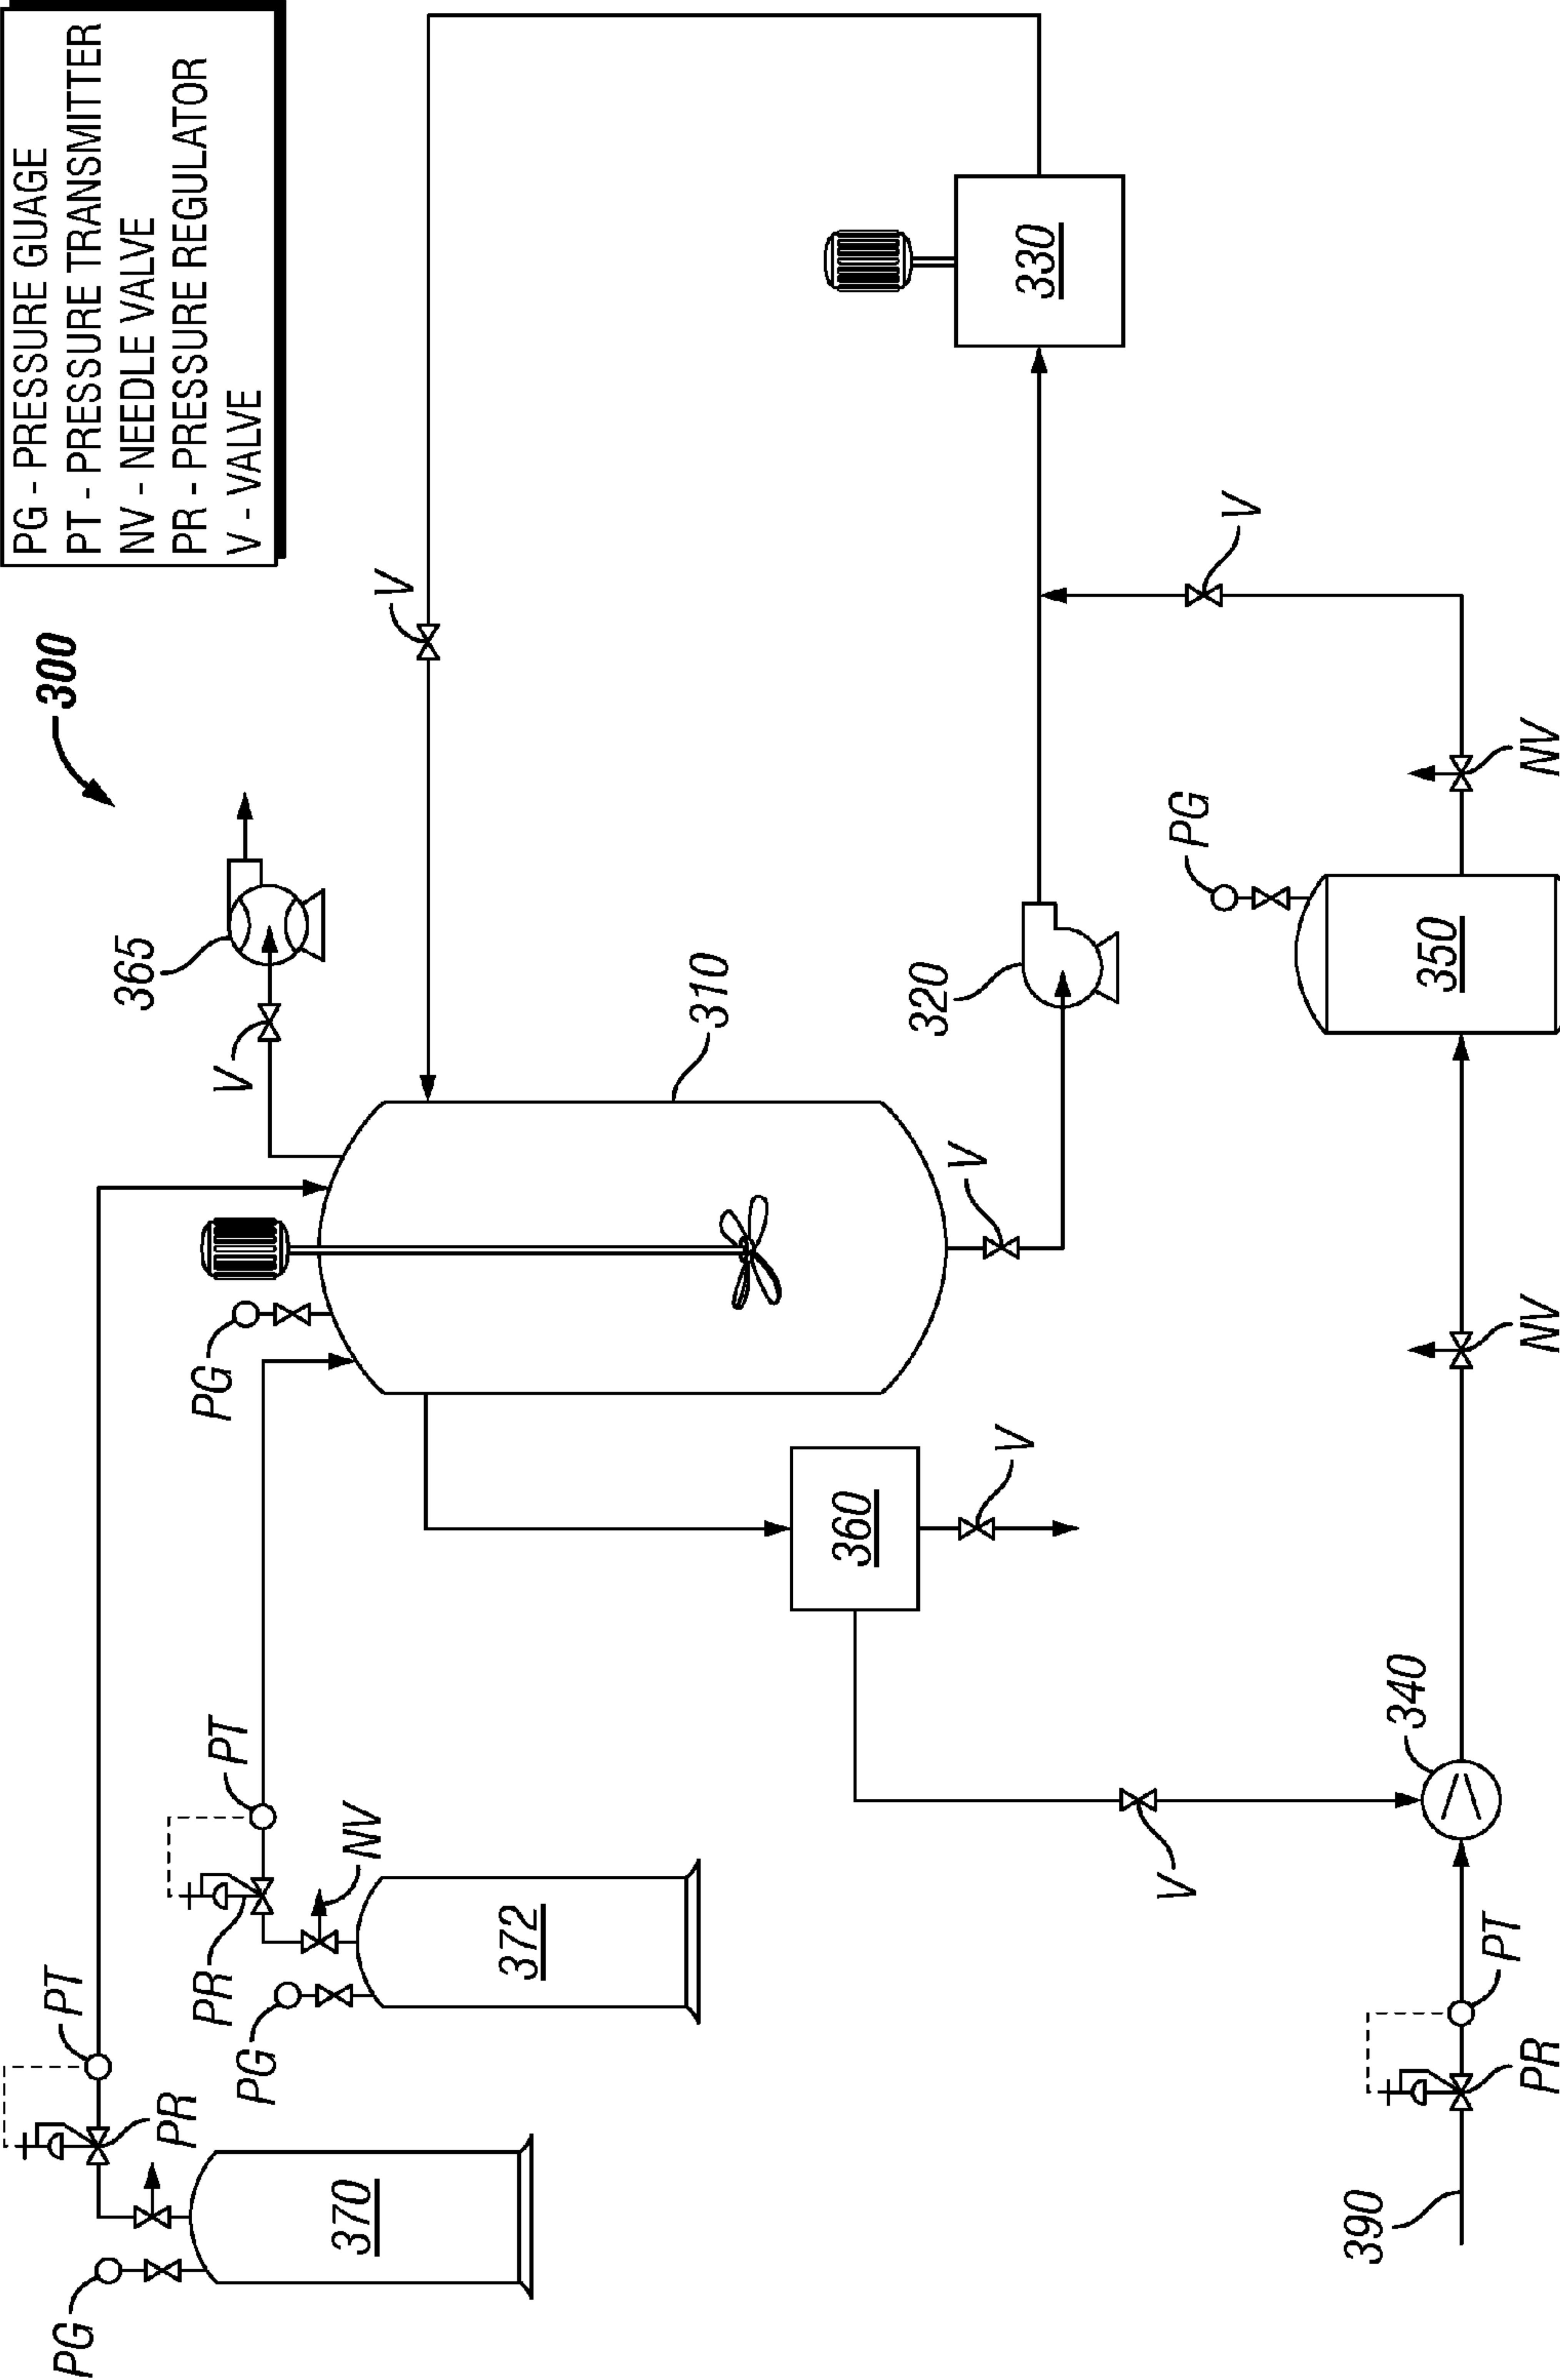 PG - PRESSURE GUAGE
PT - PRESSURE TRANSMITTER
NV - NEEDLE VALVE
PR - PRESSURE REGULATOR
V - VALVE
300
PG
PT
PR
370
PG
PR
PT
NV
372
PG
V
365
V
310
360
V
V
320
V
330
390
PR
PT
340
V
NV
PG
350
NV
V